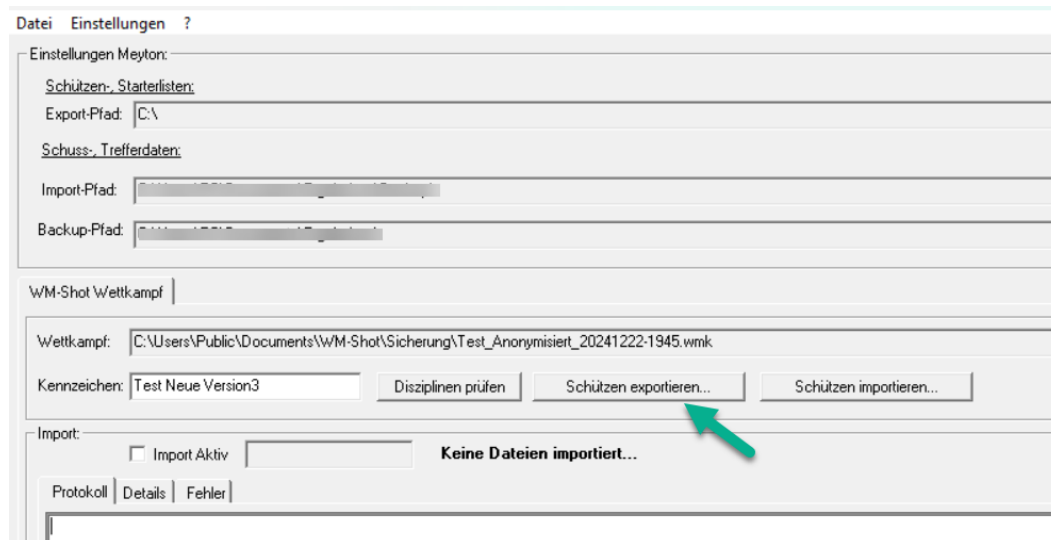 Datei Einstellungen ?
Einstellungen Meyton:
Schützen-, Starterlisten:
Export-Pfad: C:\
Schuss-, Trefferdaten:
Import-Pfad:
Backup-Pfad:
WM-Shot Wettkampf
Wettkampf: C:\Users\Public\Documents\WM-Shot\Sicherung\Test_Anonymisiert_20241222-1945.wmk
Kennzeichen: Test Neue Version3 Disziplinen prüfen Schützen exportieren... Schützen importieren...
Import:
Import Aktiv Keine Dateien importiert...
Protokoll Details Fehler